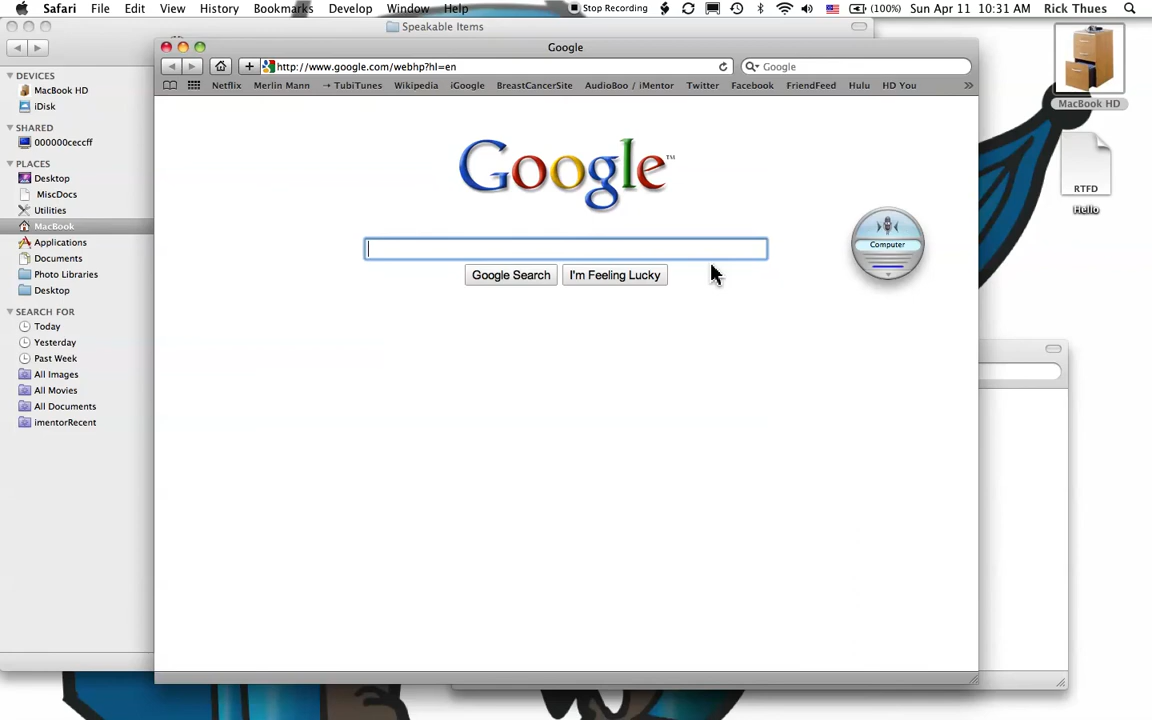 Safari File Edit View History Bookmarks Develop Window Help Stop Recording (100%) Sun Apr 11 10:31 AM Rick Thues
Speakable Items
Google
http://www.google.com/webhp?hl=en
Google
Netflix Merlin Mann → TubiTunes Wikipedia iGoogle BreastCancerSite AudioBoo / iMentor Twitter Facebook FriendFeed Hulu HD You »
DEVICES
MacBook HD
iDisk
SHARED
000000ceccff
PLACES
Desktop
MiscDocs
Utilities
MacBook
Applications
Documents
Photo Libraries
Desktop
SEARCH FOR
Today
Yesterday
Past Week
All Images
All Movies
All Documents
imentorRecent
Google™
Google Search I'm Feeling Lucky
Computer
MacBook HD
RTFD
Hello